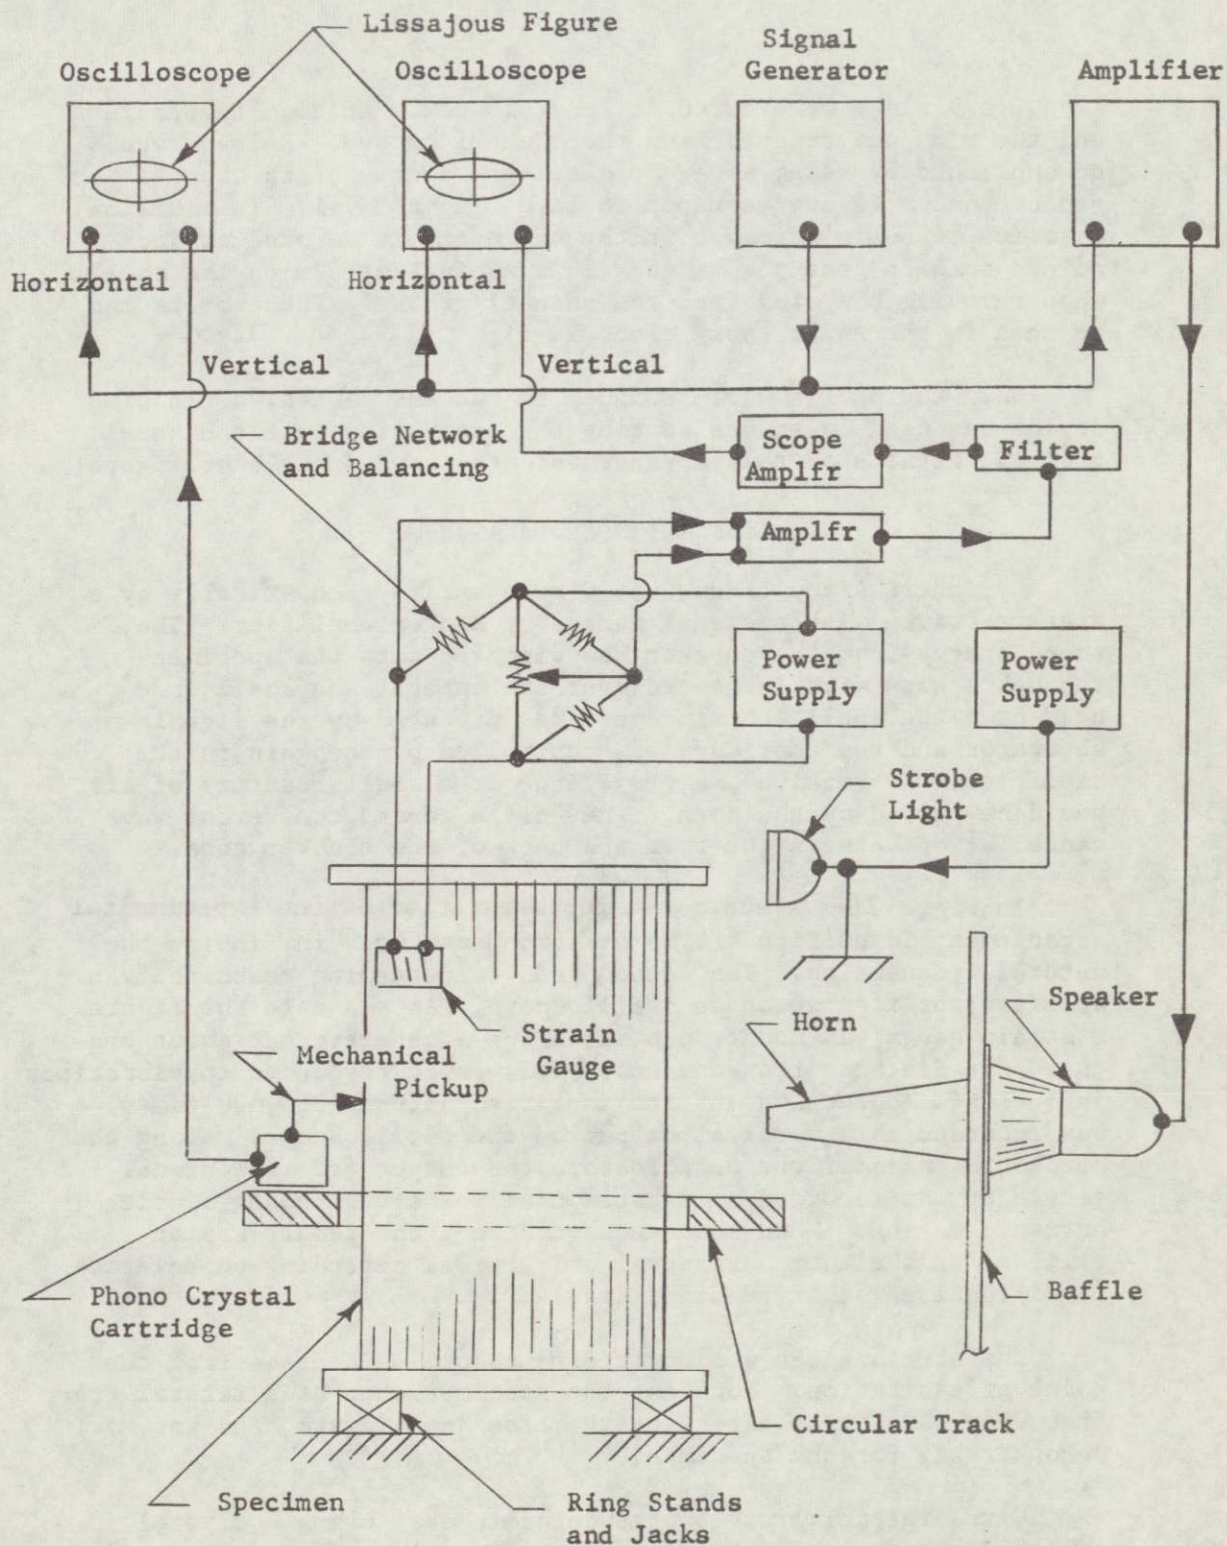 Lissajous Figure
Signal
Generator
Oscilloscope
Oscilloscope
Amplifier
Horizontal
Horizontal
Vertical
Vertical
Bridge Network
and Balancing
Scope
Amplfr
Filter
Amplfr
Power
Supply
Power
Supply
Strobe
Light
Speaker
Horn
Strain
Gauge
Mechanical
Pickup
Phono Crystal
Cartridge
Baffle
Circular Track
Specimen
Ring Stands
and Jacks